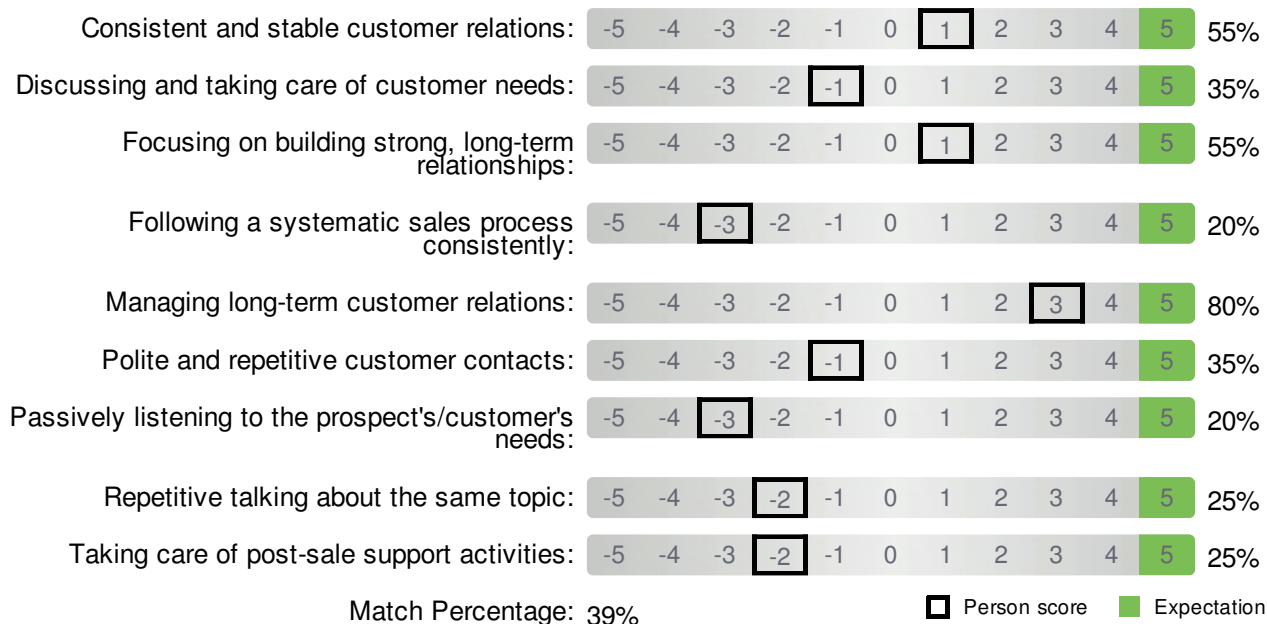 Consistent and stable customer relations: -5 -4 -3 -2 -1 0 1 2 3 4 5 55%
Discussing and taking care of customer needs: -5 -4 -3 -2 -1 0 1 2 3 4 5 35%
Focusing on building strong, long-term
relationships: -5 -4 -3 -2 -1 0 1 2 3 4 5 55%
Following a systematic sales process
consistently: -5 -4 -3 -2 -1 0 1 2 3 4 5 20%
Managing long-term customer relations: -5 -4 -3 -2 -1 0 1 2 3 4 5 80%
Polite and repetitive customer contacts: -5 -4 -3 -2 -1 0 1 2 3 4 5 35%
Passively listening to the prospect's/customer's
needs: -5 -4 -3 -2 -1 0 1 2 3 4 5 20%
Repetitive talking about the same topic: -5 -4 -3 -2 -1 0 1 2 3 4 5 25%
Taking care of post-sale support activities: -5 -4 -3 -2 -1 0 1 2 3 4 5 25%
Match Percentage: 39% Person score Expectation